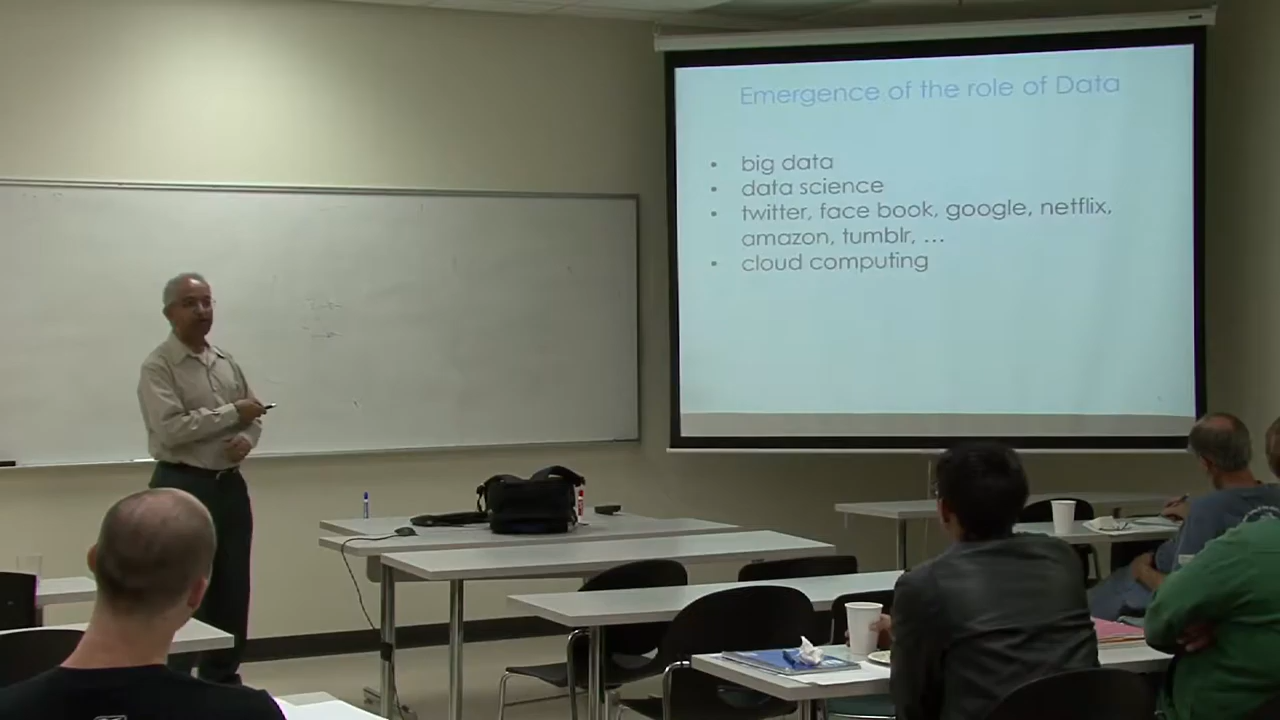 Emergence of the role of Data
• big data
• data science
• twitter, face book, google, netflix,
amazon, tumblr, ...
• cloud computing